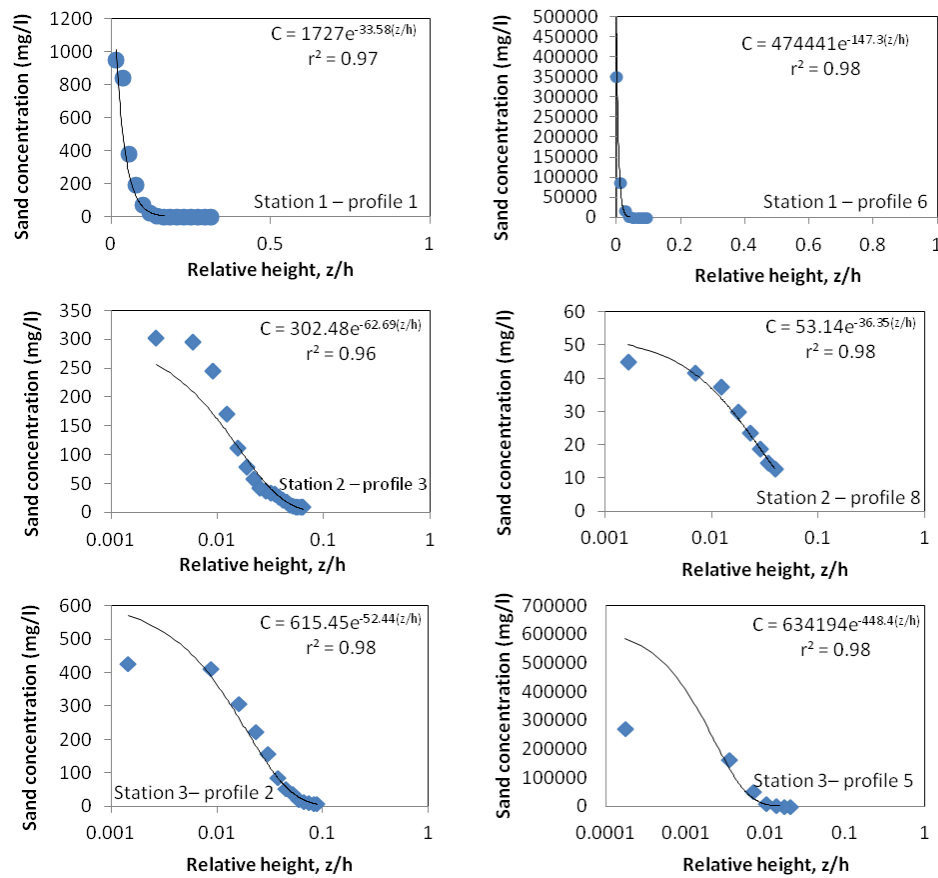 Sand concentration (mg/l)
1200
1000
800
600
400
200
0
C = 1727e^-33.58(z/h)
r² = 0.97
Station 1 – profile 1
0
0.5
1
Relative height, z/h
Sand concentration (mg/l)
500000
450000
400000
350000
300000
250000
200000
150000
100000
50000
0
C = 474441e^-147.3(z/h)
r² = 0.98
Station 1 – profile 6
0 0.2 0.4 0.6 0.8 1
Relative height, z/h
Sand concentration (mg/l)
350
300
250
200
150
100
50
0
C = 302.48e^-62.69(z/h)
r² = 0.96
Station 2 – profile 3
0.001 0.01 0.1 1
Relative height, z/h
Sand concentration (mg/l)
60
50
40
30
20
10
0
C = 53.14e^-36.35(z/h)
r² = 0.98
Station 2 – profile 8
0.001 0.01 0.1 1
Relative height, z/h
Sand concentration (mg/l)
600
500
400
300
200
100
0
C = 615.45e^-52.44(z/h)
r² = 0.98
Station 3– profile 2
0.001 0.01 0.1 1
Relative height, z/h
Sand concentration (mg/l)
700000
600000
500000
400000
300000
200000
100000
0
C = 634194e^-448.4(z/h)
r² = 0.98
Station 3– profile 5
0.0001 0.001 0.01 0.1 1
Relative height, z/h